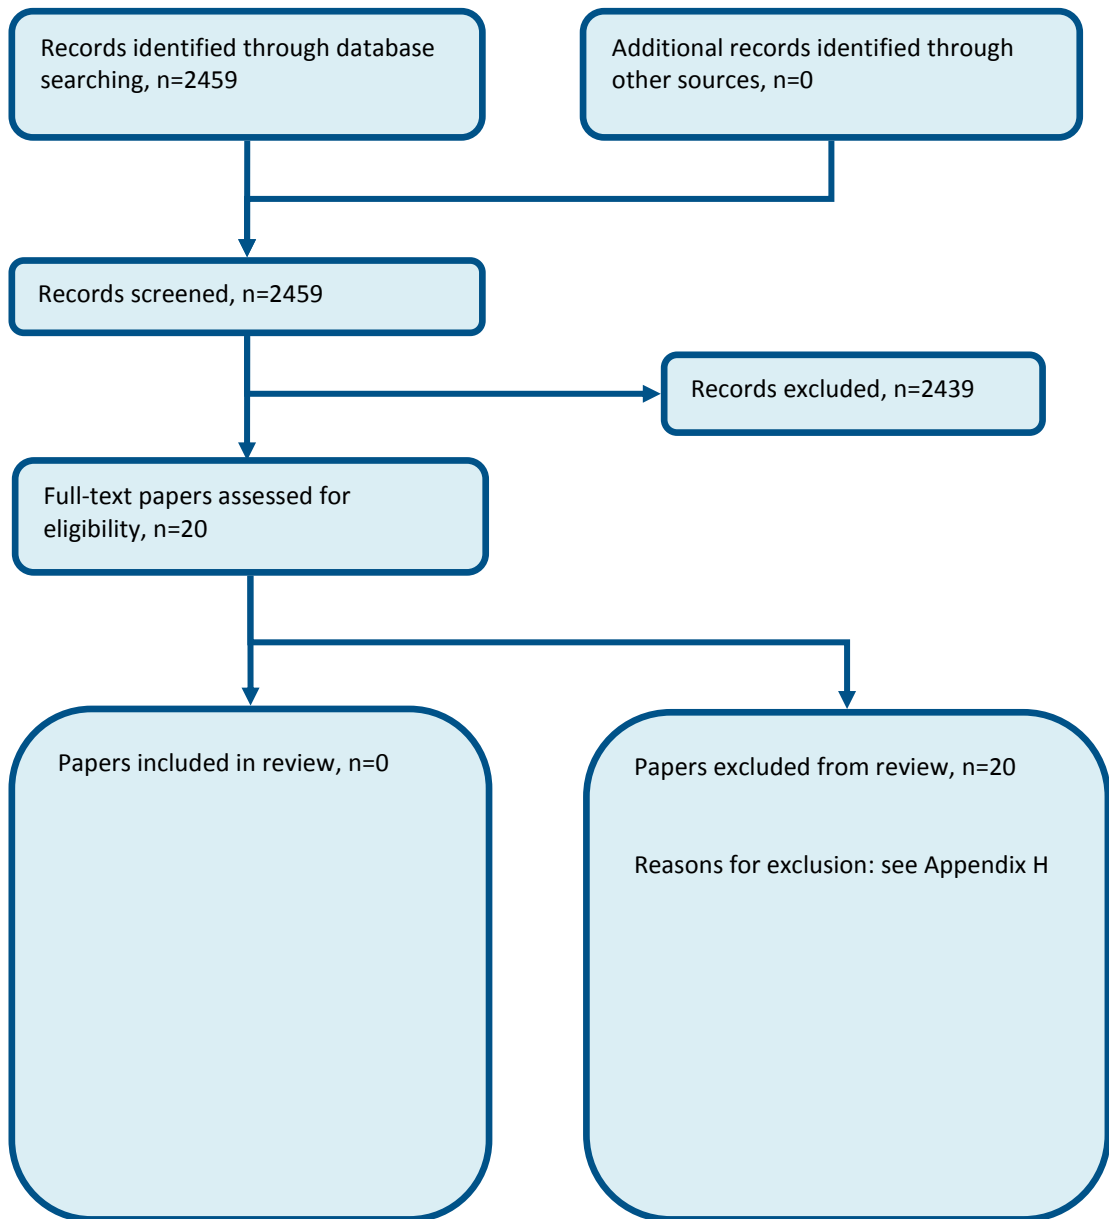 Records identified through database
searching, n=2459
Additional records identified through
other sources, n=0
Records screened, n=2459
Records excluded, n=2439
Full-text papers assessed for
eligibility, n=20
Papers included in review, n=0
Papers excluded from review, n=20
Reasons for exclusion: see Appendix H